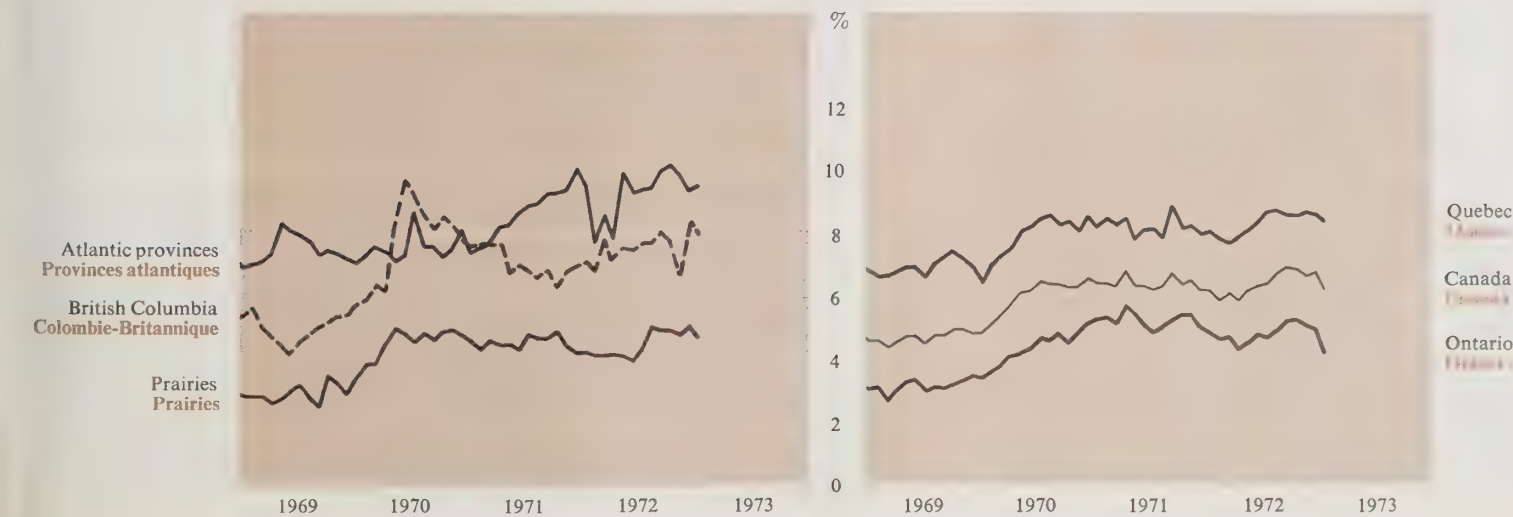 %
12
10
8
6
4
2
0
Atlantic provinces
Provinces atlantiques
British Columbia
Colombie-Britannique
Prairies
Prairies
1969 1970 1971 1972 1973
Quebec
Canada
Ontario
1969 1970 1971 1972 1973